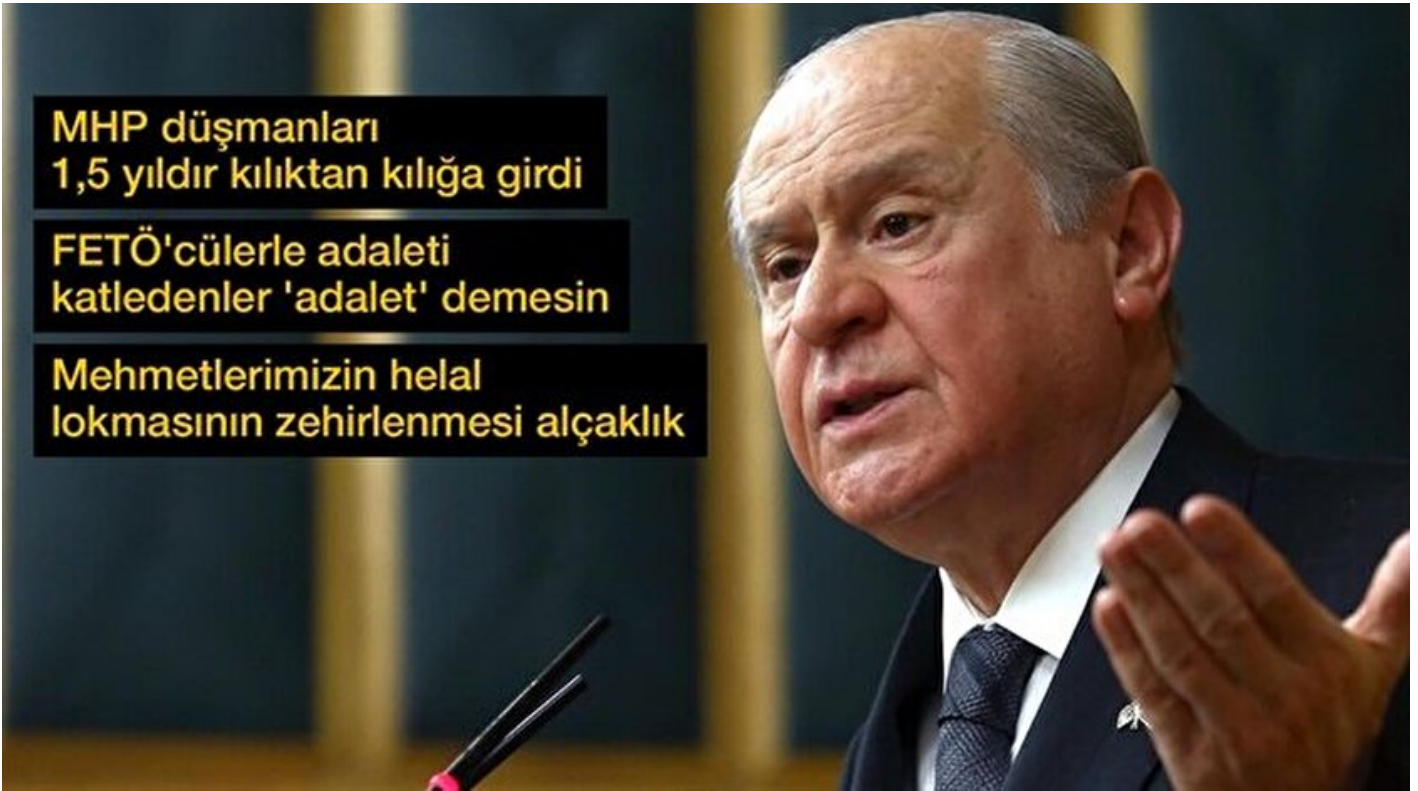 MHP düşmanları
1,5 yıldır kılıktan kılığa girdi
FETÖ'cülerle adaleti
katledenler 'adalet' demesin
Mehmetlerimizin helal
lokmasının zehirlenmesi alçaklık